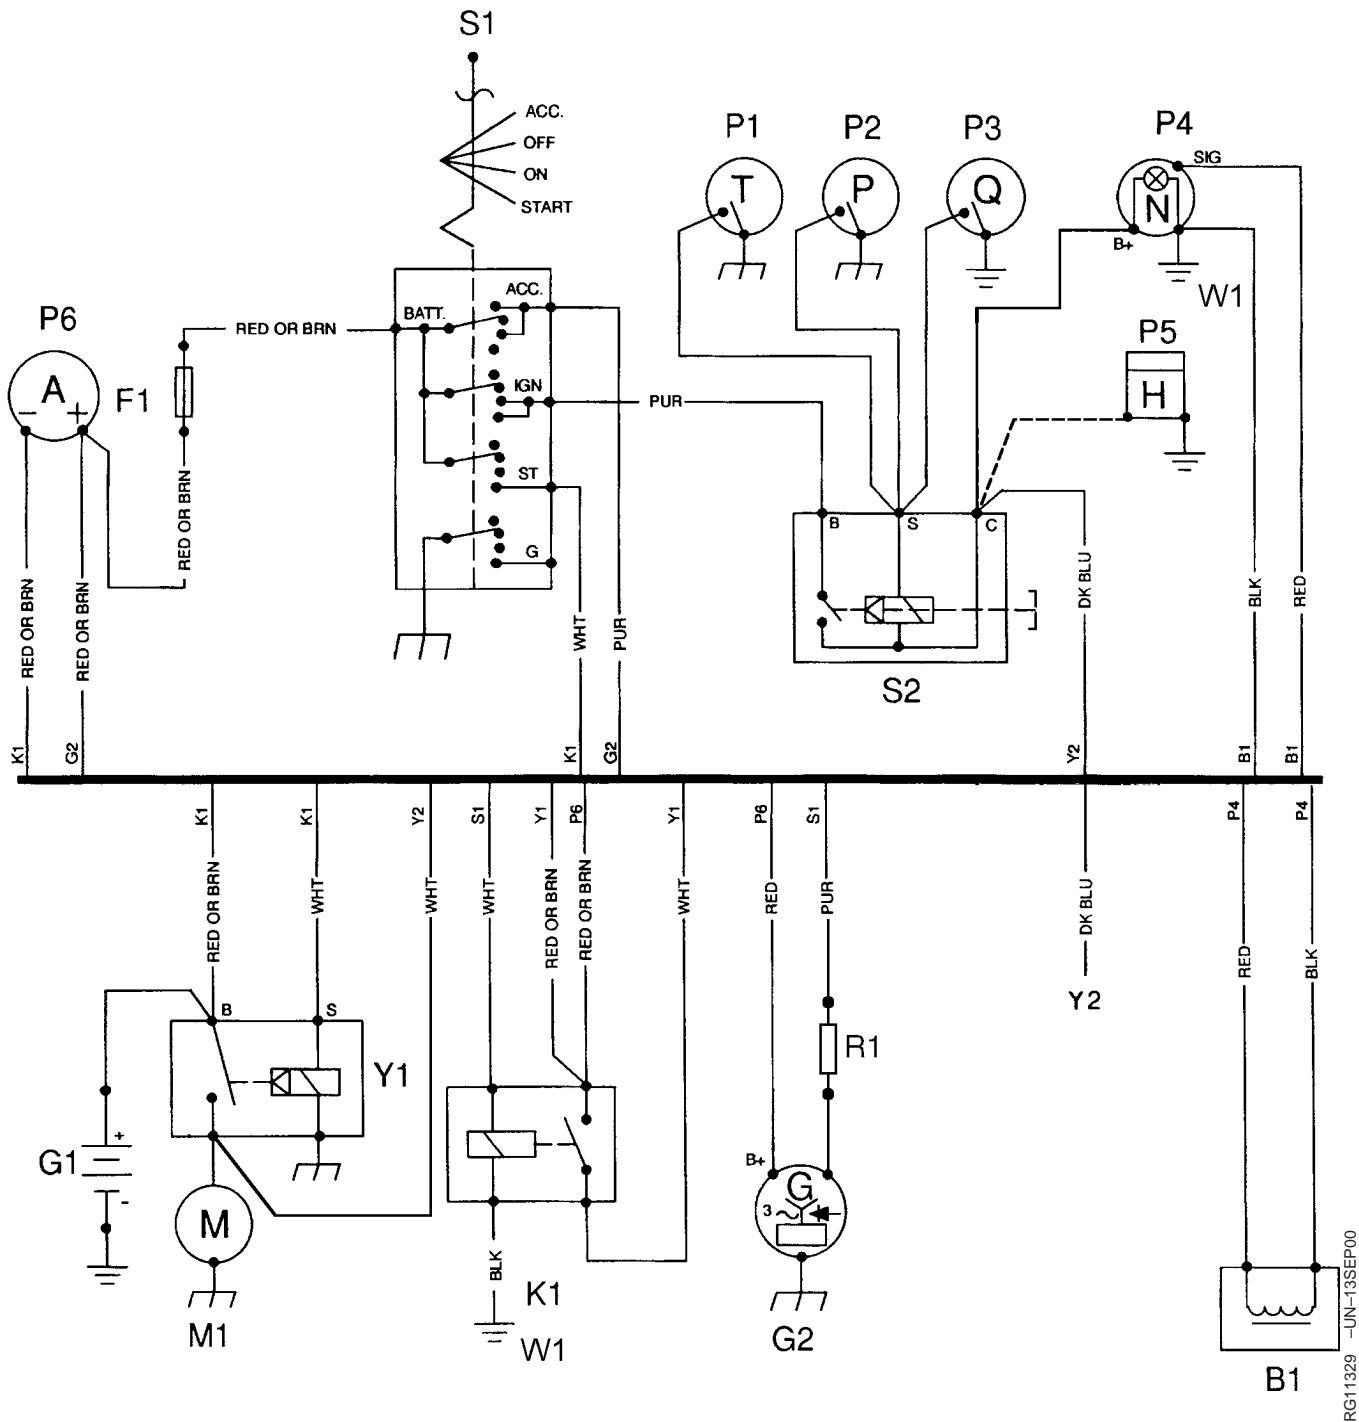 S1
ACC.
OFF
ON
START
P1
P2
P3
P4
T
P
Q
N
SIG
B+
W1
ACC.
BATT.
IGN
ST
G
P6
A
- +
F1
RED OR BRN
PUR
P5
H
RED OR BRN
B
S
C
S2
RED OR BRN
RED OR BRN
WHT
PUR
DK BLU
BLK
RED
K1
G2
K1
G2
Y2
B1
B1
K1
K1
Y2
S1
Y1
P6
Y1
P6
S1
P4
P4
RED OR BRN
WHT
WHT
WHT
RED OR BRN
RED OR BRN
WHT
RED
PUR
DK BLU
RED
BLK
Y2
B
S
Y1
R1
G1
+
-
M
M1
BLK
K1
W1
B+
G
3
G2
B1
RG11329 –UN–13SEP00